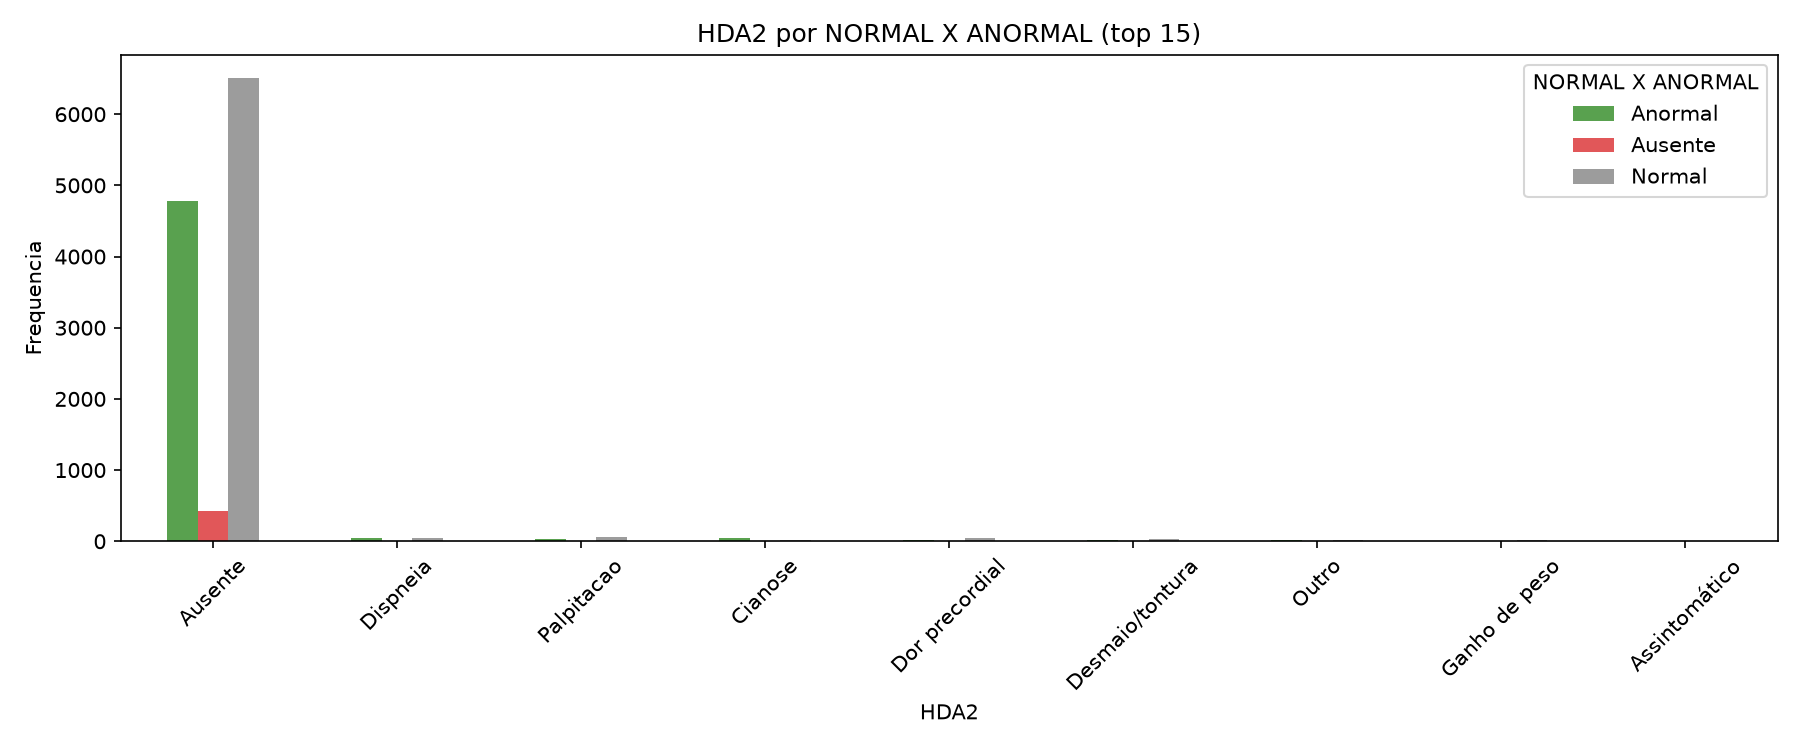 HDA2 por NORMAL X ANORMAL (top 15)
NORMAL X ANORMAL
Anormal
Ausente
Normal
Frequencia
6000
5000
4000
3000
2000
1000
0
Ausente
Dispneia
Palpitacao
Cianose
Dor precordial
Desmaio/tontura
Outro
Ganho de peso
Assintomático
HDA2